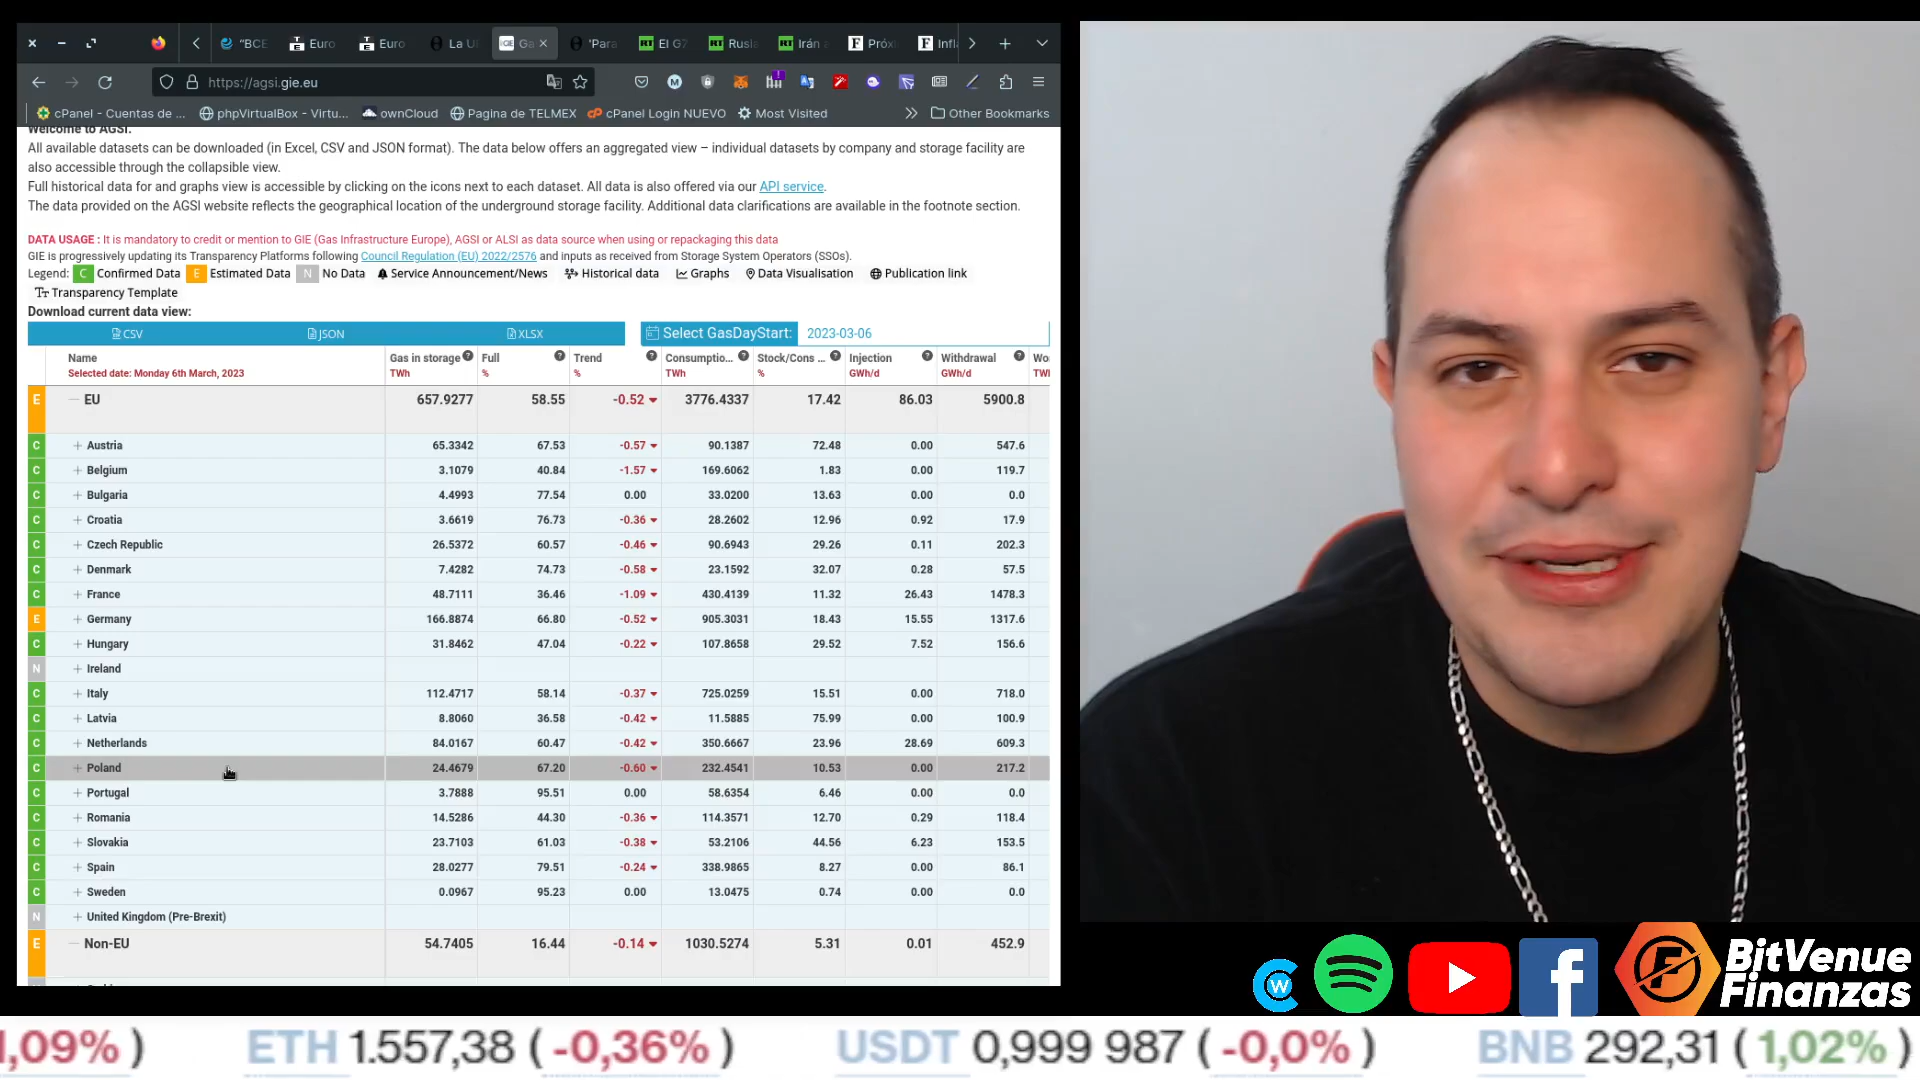 "BCE
Euro
Euro
La U
Ga
'Para
El G7
Rusia
Irán
Próx
Infl
https://agsi.gie.eu
cPanel - Cuentas de ...
phpVirtualBox - Virtu...
ownCloud
Pagina de TELMEX
cPanel Login NUEVO
Most Visited
Other Bookmarks
Welcome to AGSI.
All available datasets can be downloaded (in Excel, CSV and JSON format). The data below offers an aggregated view – individual datasets by company and storage facility are
also accessible through the collapsible view.
Full historical data for and graphs view is accessible by clicking on the icons next to each dataset. All data is also offered via our API service.
The data provided on the AGSI website reflects the geographical location of the underground storage facility. Additional data clarifications are available in the footnote section.
DATA USAGE : It is mandatory to credit or mention to GIE (Gas Infrastructure Europe), AGSI or ALSI as data source when using or repackaging this data
GIE is progressively updating its Transparency Platforms following Council Regulation (EU) 2022/2576 and inputs as received from Storage System Operators (SSOs).
Legend: C Confirmed Data E Estimated Data N No Data Service Announcement/News Historical data Graphs Data Visualisation Publication link
Transparency Template
Download current data view:
CSV JSON XLSX Select GasDayStart: 2023-03-06
Name Gas in storage Full Trend Consumptio... Stock/Cons ... Injection Withdrawal Wo
Selected date: Monday 6th March, 2023 TWh % % TWh % GWh/d GWh/d TWh
E EU 657.9277 58.55 -0.52 3776.4337 17.42 86.03 5900.8
C + Austria 65.3342 67.53 -0.57 90.1387 72.48 0.00 547.6
C + Belgium 3.1079 40.84 -1.57 169.6062 1.83 0.00 119.7
C + Bulgaria 4.4993 77.54 0.00 33.0200 13.63 0.00 0.0
C + Croatia 3.6619 76.73 -0.36 28.2602 12.96 0.92 17.9
C + Czech Republic 26.5372 60.57 -0.46 90.6943 29.26 0.11 202.3
C + Denmark 7.4282 74.73 -0.58 23.1592 32.07 0.28 57.5
C + France 48.7111 36.46 -1.09 430.4139 11.32 26.43 1478.3
E + Germany 166.8874 66.80 -0.52 905.3031 18.43 15.55 1317.6
C + Hungary 31.8462 47.04 -0.22 107.8658 29.52 7.52 156.6
N + Ireland
C + Italy 112.4717 58.14 -0.37 725.0259 15.51 0.00 718.0
C + Latvia 8.8060 36.58 -0.42 11.5885 75.99 0.00 100.9
C + Netherlands 84.0167 60.47 -0.42 350.6667 23.96 28.69 609.3
C + Poland 24.4679 67.20 -0.60 232.4541 10.53 0.00 217.2
C + Portugal 3.7888 95.51 0.00 58.6354 6.46 0.00 0.0
C + Romania 14.5286 44.30 -0.36 114.3571 12.70 0.29 118.4
C + Slovakia 23.7103 61.03 -0.38 53.2106 44.56 6.23 153.5
C + Spain 28.0277 79.51 -0.24 338.9865 8.27 0.00 86.1
C + Sweden 0.0967 95.23 0.00 13.0475 0.74 0.00 0.0
N + United Kingdom (Pre-Brexit)
E Non-EU 54.7405 16.44 -0.14 1030.5274 5.31 0.01 452.9
BitVenue
Finanzas
1,09% ) ETH 1.557,38 ( -0,36% ) USDT 0,999 987 ( -0,0% ) BNB 292,31 ( 1,02% )